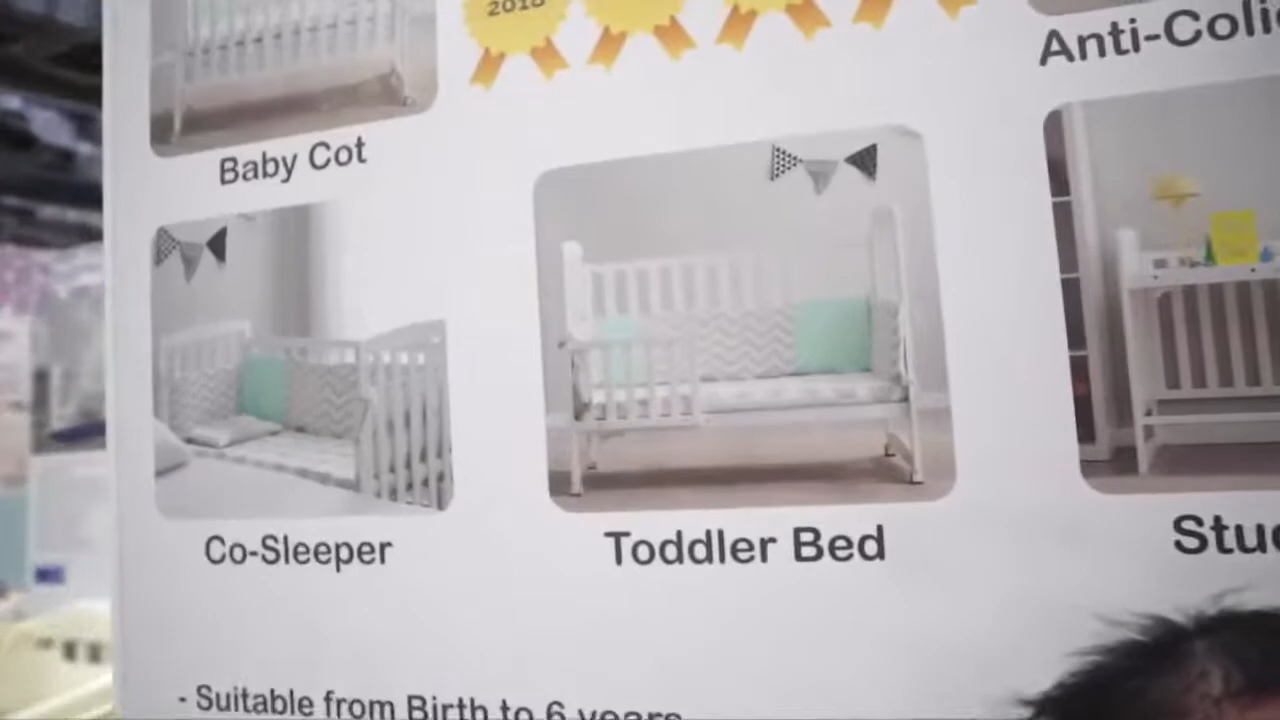 2018
Anti-Coli
Baby Cot
Co-Sleeper
Toddler Bed
Stu
- Suitable from Birth to 6 years